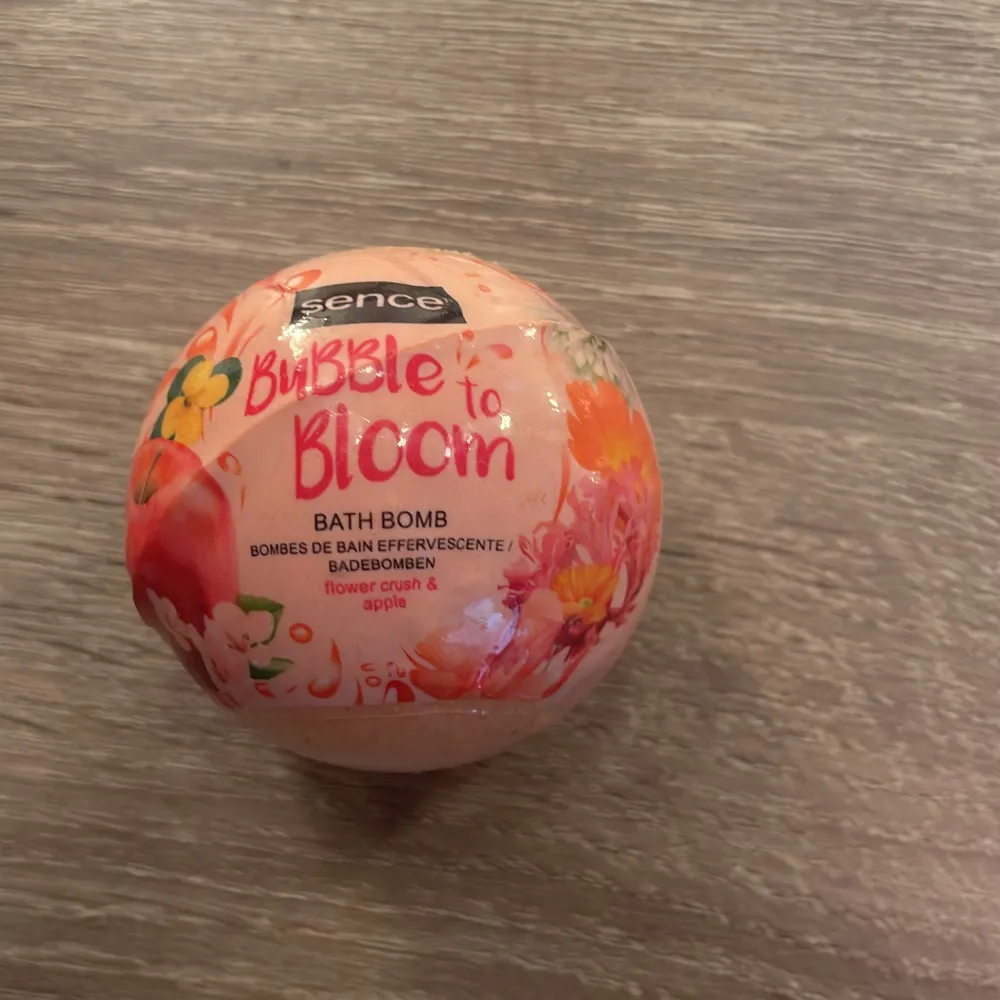 sence
BuBBle
to
Bloom
BATH BOMB
BOMBES DE BAIN EFFERVESCENTE /
BADEBOMBEN
flower crush &
apple